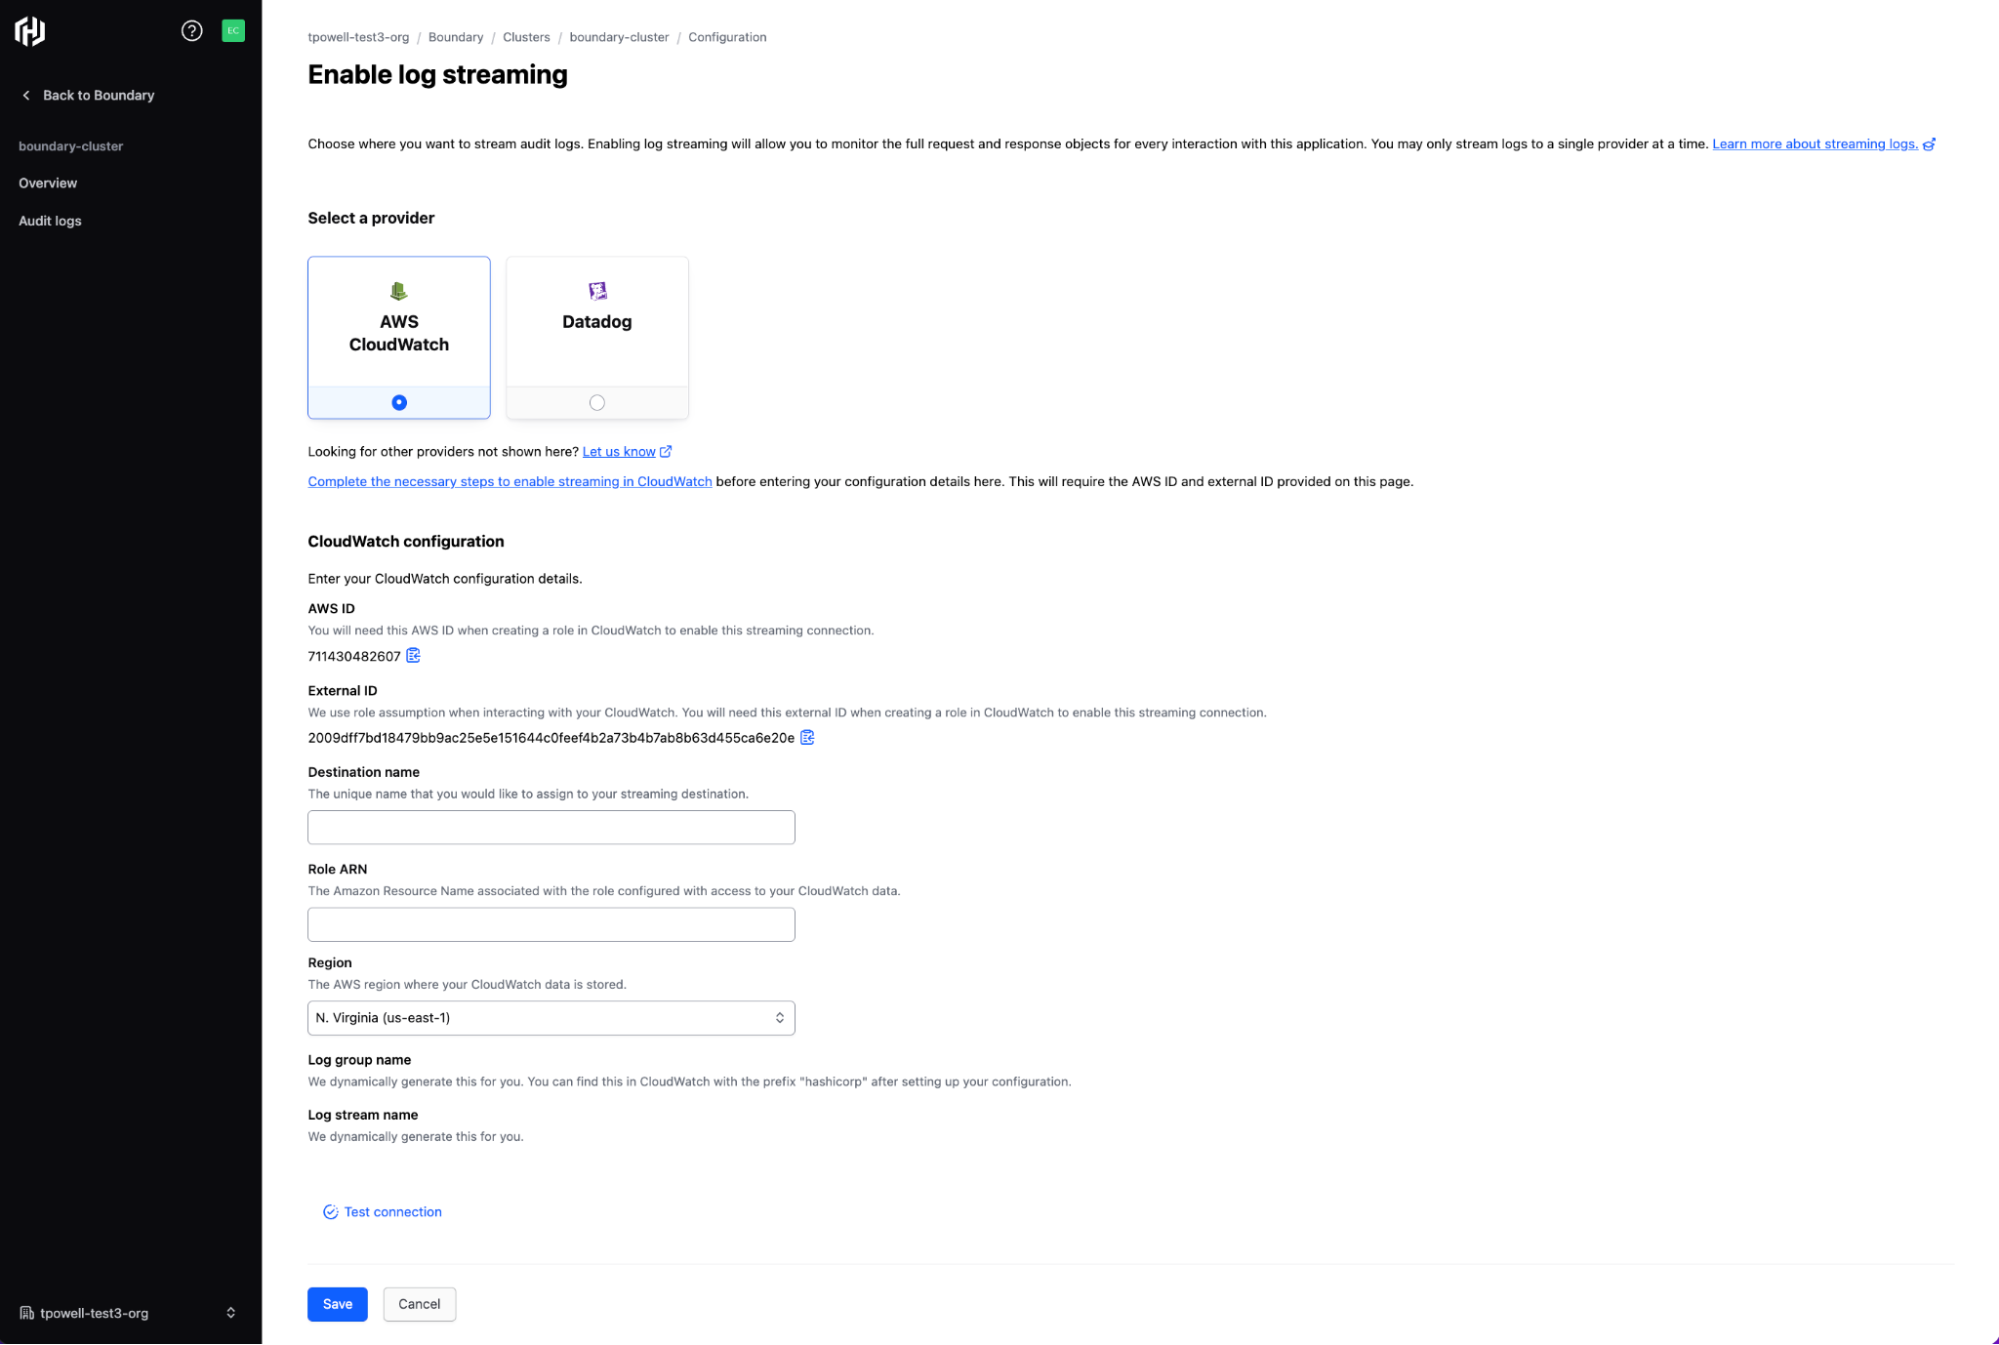 EC
Back to Boundary
boundary-cluster
Overview
Audit logs
tpowell-test3-org
tpowell-test3-org / Boundary / Clusters / boundary-cluster / Configuration
Enable log streaming
Choose where you want to stream audit logs. Enabling log streaming will allow you to monitor the full request and response objects for every interaction with this application. You may only stream logs to a single provider at a time. Learn more about streaming logs.
Select a provider
AWS
CloudWatch
Datadog
Looking for other providers not shown here? Let us know
Complete the necessary steps to enable streaming in CloudWatch before entering your configuration details here. This will require the AWS ID and external ID provided on this page.
CloudWatch configuration
Enter your CloudWatch configuration details.
AWS ID
You will need this AWS ID when creating a role in CloudWatch to enable this streaming connection.
711430482607
External ID
We use role assumption when interacting with your CloudWatch. You will need this external ID when creating a role in CloudWatch to enable this streaming connection.
2009dff7bd18479bb9ac25e5e151644c0feef4b2a73b4b7ab8b63d455ca6e20e
Destination name
The unique name that you would like to assign to your streaming destination.
Role ARN
The Amazon Resource Name associated with the role configured with access to your CloudWatch data.
Region
The AWS region where your CloudWatch data is stored.
N. Virginia (us-east-1)
Log group name
We dynamically generate this for you. You can find this in CloudWatch with the prefix "hashicorp" after setting up your configuration.
Log stream name
We dynamically generate this for you.
Test connection
Save
Cancel